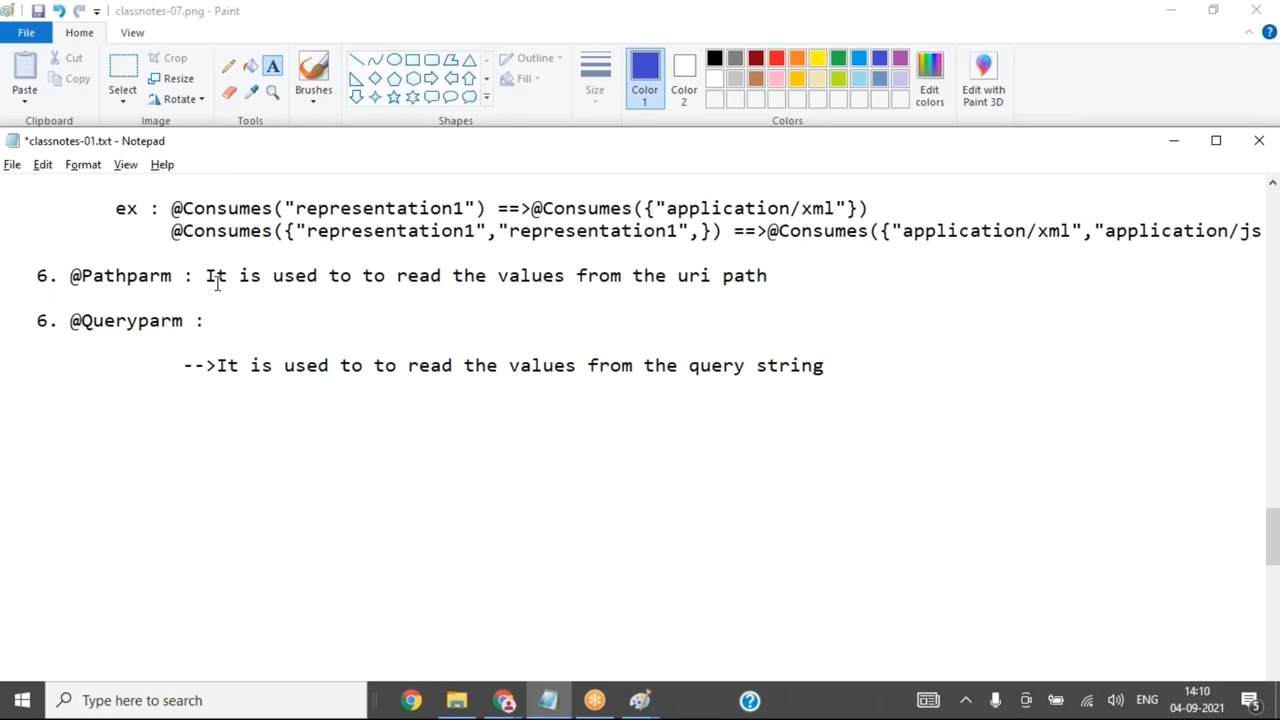 classnotes-07.png - Paint
File Home View
Paste
Cut
Copy
Clipboard
Select
Crop
Resize
Rotate
Image
A
Tools
Brushes
Shapes
Outline
Fill
Size
Color 1
Color 2
Colors
Edit colors
Edit with Paint 3D
*classnotes-01.txt - Notepad
File Edit Format View Help
ex : @Consumes("representation1") ==>@Consumes({"application/xml"})
@Consumes({"representation1","representation1",}) ==>@Consumes({"application/xml","application/js
6. @Pathparm : It is used to to read the values from the uri path
6. @Queryparm :
-->It is used to to read the values from the query string
Type here to search
ENG
14:10
04-09-2021
5